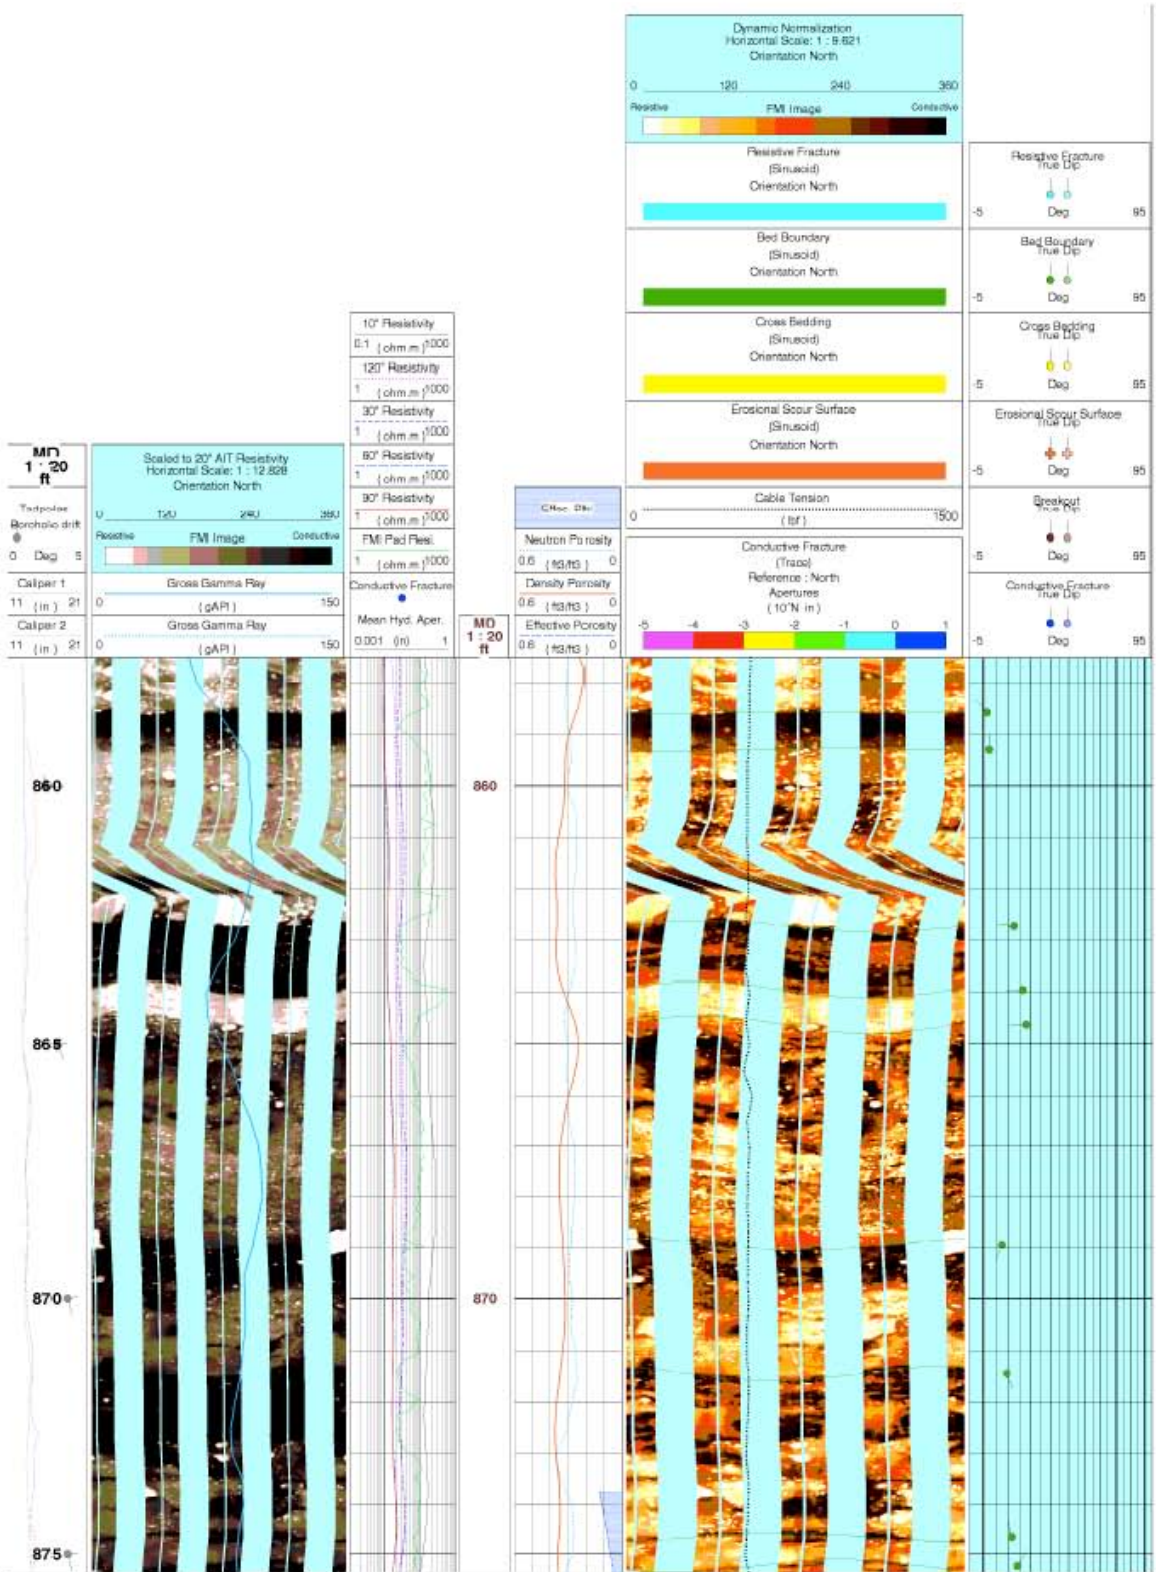 Dynamic Normalization
Horizontal Scale: 1 : 9.621
Orientation North
0 120 240 360
Resistive FMI Image Conductive
Resistive Fracture
(Sinusoid)
Orientation North
Resistive Fracture
True Dip
-5 Deg 95
Bed Boundary
(Sinusoid)
Orientation North
Bed Boundary
True Dip
-5 Deg 95
Cross Bedding
(Sinusoid)
Orientation North
Cross Bedding
True Dip
-5 Deg 95
Erosional Scour Surface
(Sinusoid)
Orientation North
Erosional Scour Surface
True Dip
-5 Deg 95
Cable Tension
0 (lbf) 1500
Breakout
True Dip
-5 Deg 95
Conductive Fracture
(Trace)
Reference : North
Apertures
(10^N in)
-5 -4 -3 -2 -1 0 1
Conductive Fracture
True Dip
-5 Deg 95
10" Resistivity
0.1 (ohm.m) 1000
120" Resistivity
1 (ohm.m) 1000
30" Resistivity
1 (ohm.m) 1000
60" Resistivity
1 (ohm.m) 1000
90" Resistivity
1 (ohm.m) 1000
FMI Pad Resi.
1 (ohm.m) 1000
Conductive Fracture
Mean Hyd. Aper.
0.001 (in) 1
MD
1 : 20
ft
Scaled to 20" AIT Resistivity
Horizontal Scale: 1 : 12.828
Orientation North
0 120 240 360
Resistive FMI Image Conductive
Tadpoles
Borehole drift
0 Deg 5
Caliper 1
11 (in) 21
Caliper 2
11 (in) 21
Gross Gamma Ray
0 (gAPI) 150
Gross Gamma Ray
0 (gAPI) 150
MD
1 : 20
ft
Neutron Porosity
0.6 (ft3/ft3) 0
Density Porosity
0.6 (ft3/ft3) 0
Effective Porosity
0.6 (ft3/ft3) 0
860 860
865
870 870
875